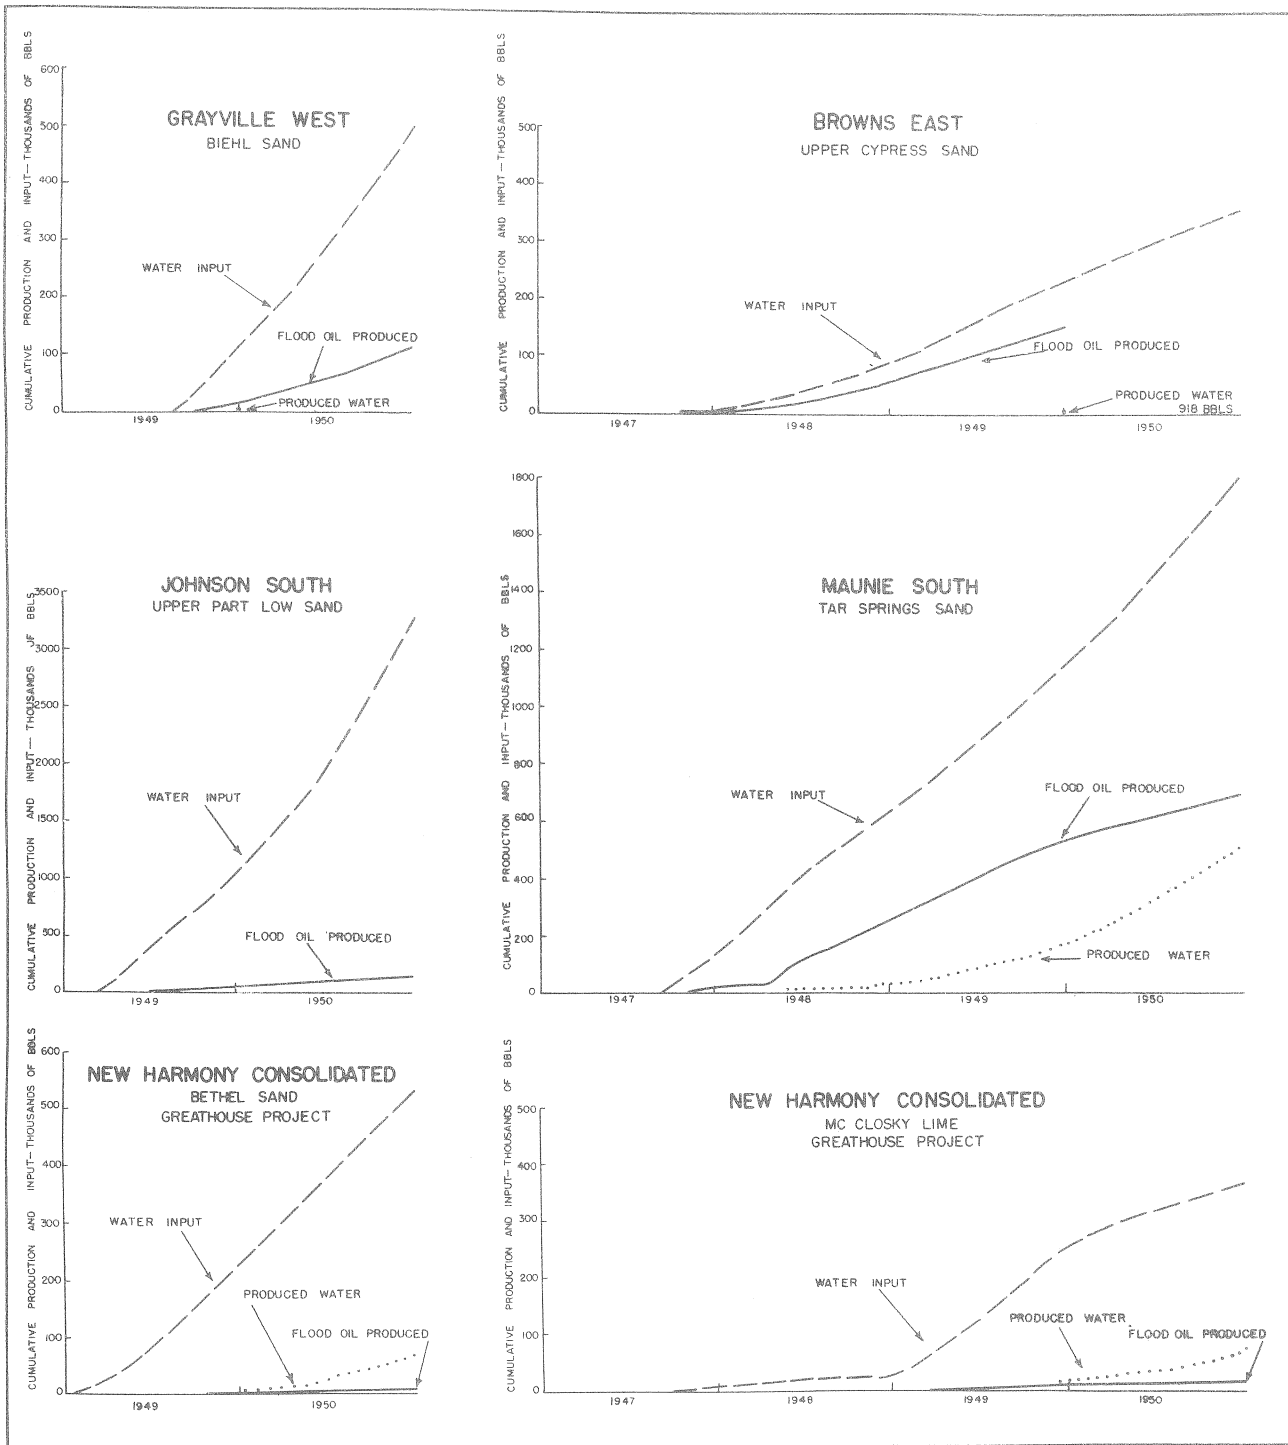 CUMULATIVE PRODUCTION AND INPUT—THOUSANDS OF BBLS
600
500
400
300
200
100
0
GRAYVILLE WEST
BIEHL SAND
WATER INPUT
FLOOD OIL PRODUCED
PRODUCED WATER
1949
1950
CUMULATIVE PRODUCTION AND INPUT—THOUSANDS OF BBLS
500
400
300
200
100
0
BROWNS EAST
UPPER CYPRESS SAND
WATER INPUT
FLOOD OIL PRODUCED
PRODUCED WATER
918 BBLS
1947
1948
1949
1950
CUMULATIVE PRODUCTION AND INPUT—THOUSANDS OF BBLS
3500
3000
2500
2000
1500
1000
500
0
JOHNSON SOUTH
UPPER PART LOW SAND
WATER INPUT
FLOOD OIL PRODUCED
1949
1950
CUMULATIVE PRODUCTION AND INPUT—THOUSANDS OF BBLS
1800
1600
1400
1200
1000
800
600
400
200
0
MAUNIE SOUTH
TAR SPRINGS SAND
WATER INPUT
FLOOD OIL PRODUCED
PRODUCED WATER
1947
1948
1949
1950
CUMULATIVE PRODUCTION AND INPUT—THOUSANDS OF BBLS
600
500
400
300
200
100
0
NEW HARMONY CONSOLIDATED
BETHEL SAND
GREATHOUSE PROJECT
WATER INPUT
PRODUCED WATER
FLOOD OIL PRODUCED
1949
1950
CUMULATIVE PRODUCTION AND INPUT—THOUSANDS OF BBLS
500
400
300
200
100
0
NEW HARMONY CONSOLIDATED
MC CLOSKY LIME
GREATHOUSE PROJECT
WATER INPUT
PRODUCED WATER
FLOOD OIL PRODUCED
1947
1948
1949
1950